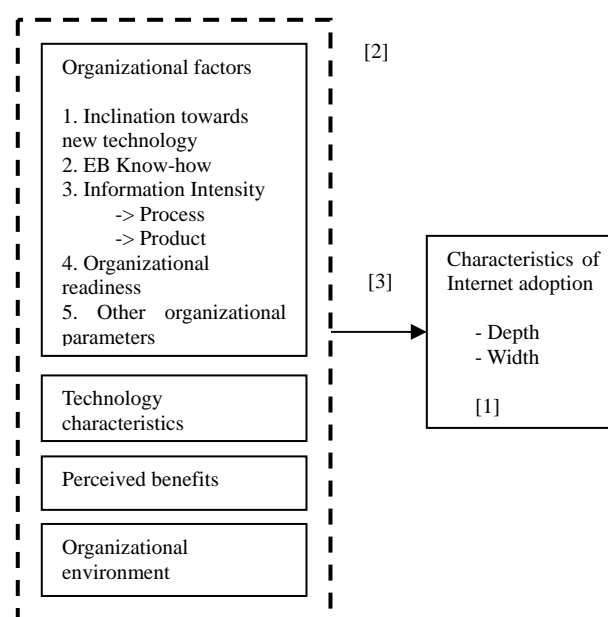 Organizational factors
1. Inclination towards
new technology
2. EB Know-how
3. Information Intensity
-> Process
-> Product
4. Organizational
readiness
5. Other organizational
parameters
Technology
characteristics
Perceived benefits
Organizational
environment
[2]
[3]
Characteristics of
Internet adoption
- Depth
- Width
[1]